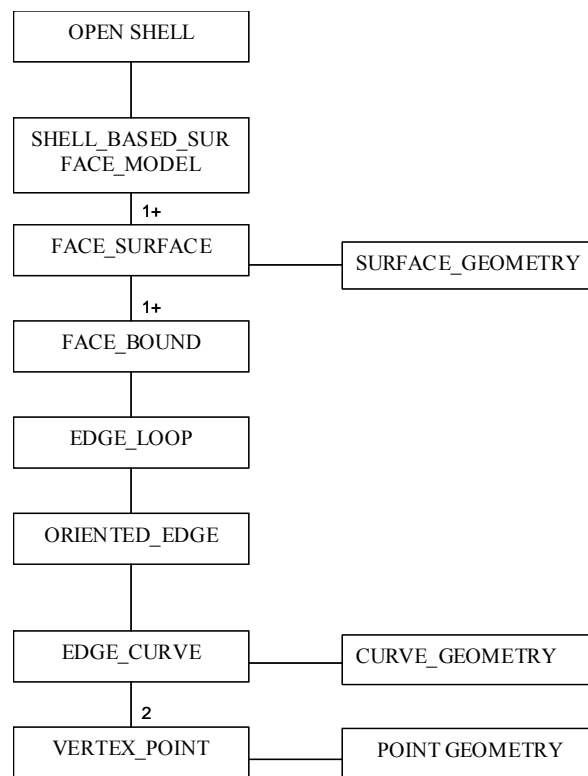 OPEN SHELL
SHELL_BASED_SUR
FACE_MODEL
1+
FACE_SURFACE
SURFACE_GEOMETRY
1+
FACE_BOUND
EDGE_LOOP
ORIENTED_EDGE
EDGE_CURVE
CURVE_GEOMETRY
2
VERTEX_POINT
POINT GEOMETRY